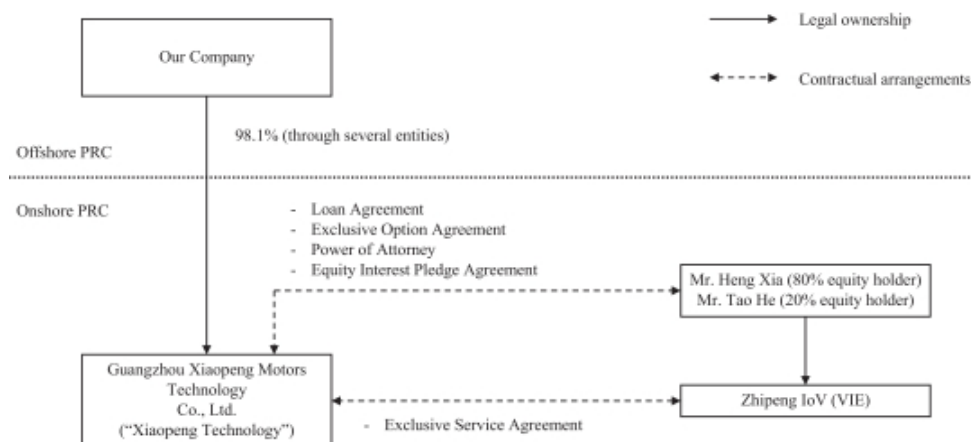 Our Company
Legal ownership
Contractual arrangements
98.1% (through several entities)
Offshore PRC
Onshore PRC
- Loan Agreement
- Exclusive Option Agreement
- Power of Attorney
- Equity Interest Pledge Agreement
Mr. Heng Xia (80% equity holder)
Mr. Tao He (20% equity holder)
Guangzhou Xiaopeng Motors
Technology
Co., Ltd.
(“Xiaopeng Technology”)
- Exclusive Service Agreement
Zhipeng IoV (VIE)